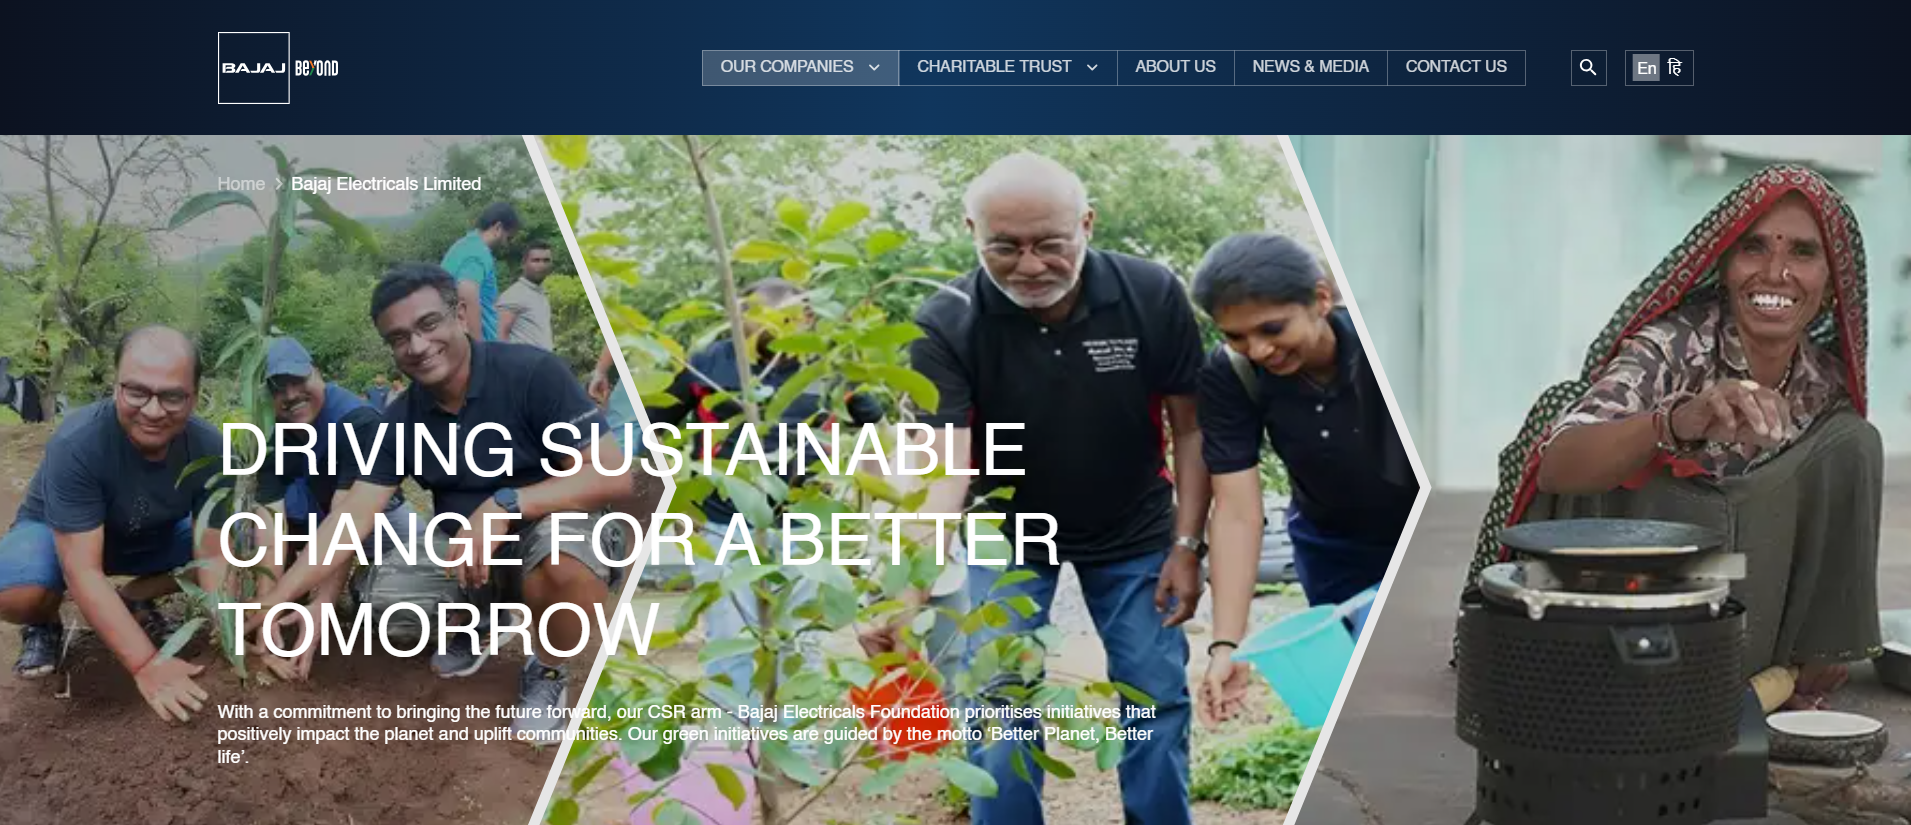 BAJAJ BEYOND
OUR COMPANIES
CHARITABLE TRUST
ABOUT US
NEWS & MEDIA
CONTACT US
En हि
Home > Bajaj Electricals Limited
DRIVING SUSTAINABLE
CHANGE FOR A BETTER
TOMORROW
With a commitment to bringing the future forward, our CSR arm - Bajaj Electricals Foundation prioritises initiatives that
positively impact the planet and uplift communities. Our green initiatives are guided by the motto ‘Better Planet, Better
life’.